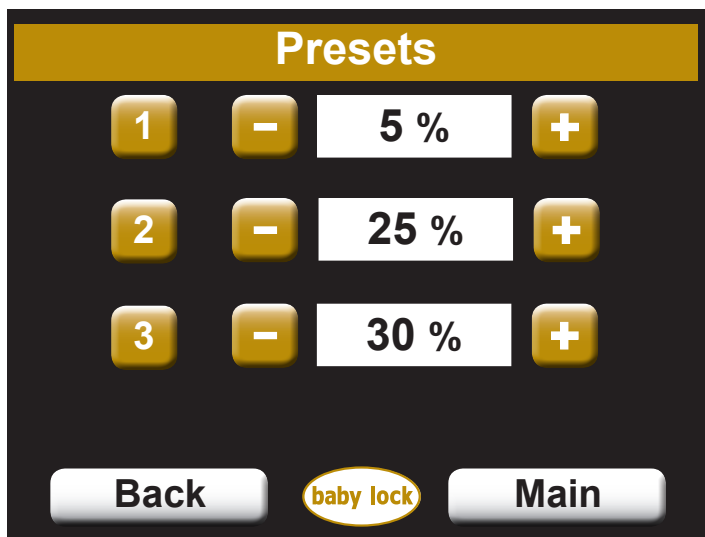 Presets
1 - 5 % +
2 - 25 % +
3 - 30 % +
Back baby lock Main